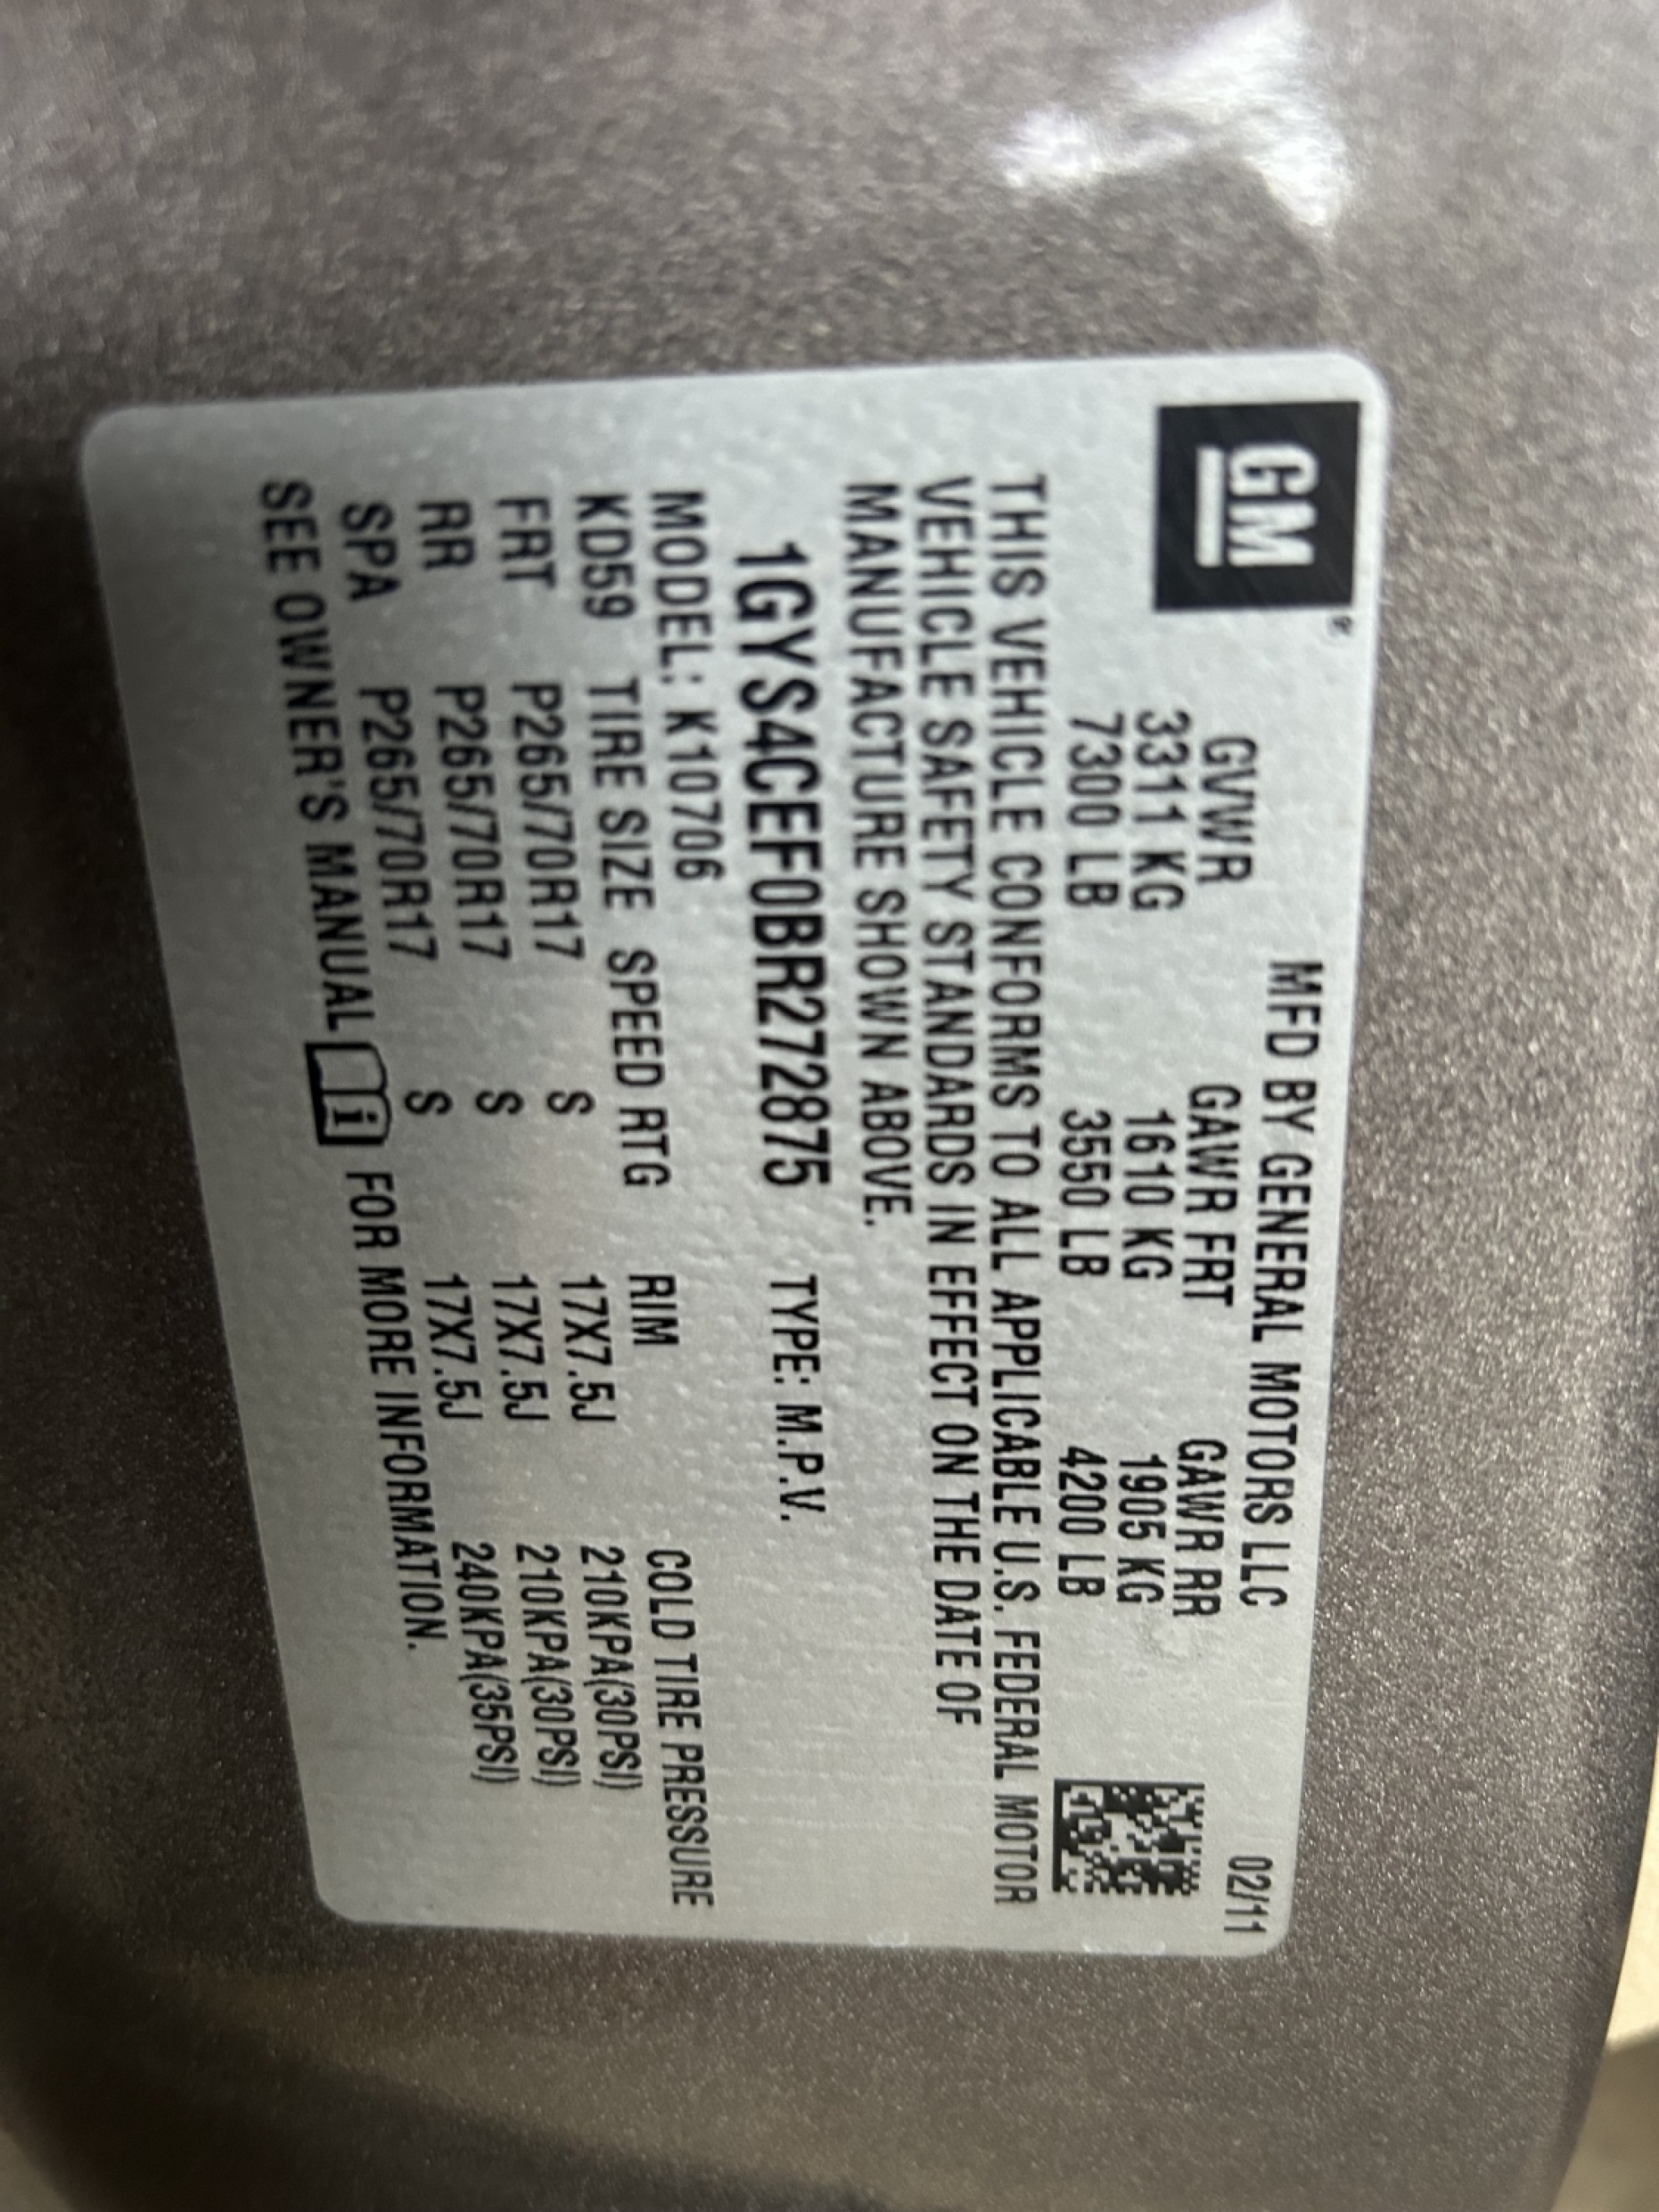 GM®
MFD BY GENERAL MOTORS LLC 02/11
GVWR GAWR FRT GAWR RR
3311 KG 1610 KG 1905 KG
7300 LB 3550 LB 4200 LB
THIS VEHICLE CONFORMS TO ALL APPLICABLE U.S. FEDERAL MOTOR
VEHICLE SAFETY STANDARDS IN EFFECT ON THE DATE OF
MANUFACTURE SHOWN ABOVE.
1GYS4CEF0BR272875 TYPE: M.P.V.
MODEL: K10706
KD59 TIRE SIZE SPEED RTG RIM COLD TIRE PRESSURE
FRT P265/70R17 S 17X7.5J 210KPA(30PSI)
RR P265/70R17 S 17X7.5J 210KPA(30PSI)
SPA P265/70R17 S 17X7.5J 240KPA(35PSI)
SEE OWNER'S MANUAL i FOR MORE INFORMATION.